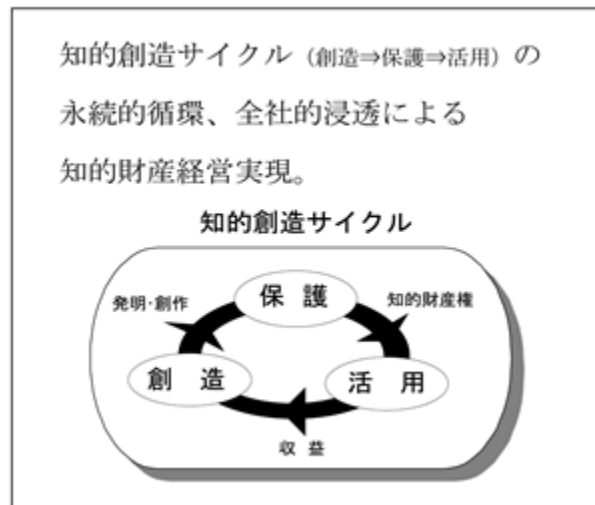 知的創造サイクル（創造⇒保護⇒活用）の
永続的循環、全社的浸透による
知的財産経営実現。
知的創造サイクル
保 護
発明・創作
知的財産権
創 造
活 用
収 益